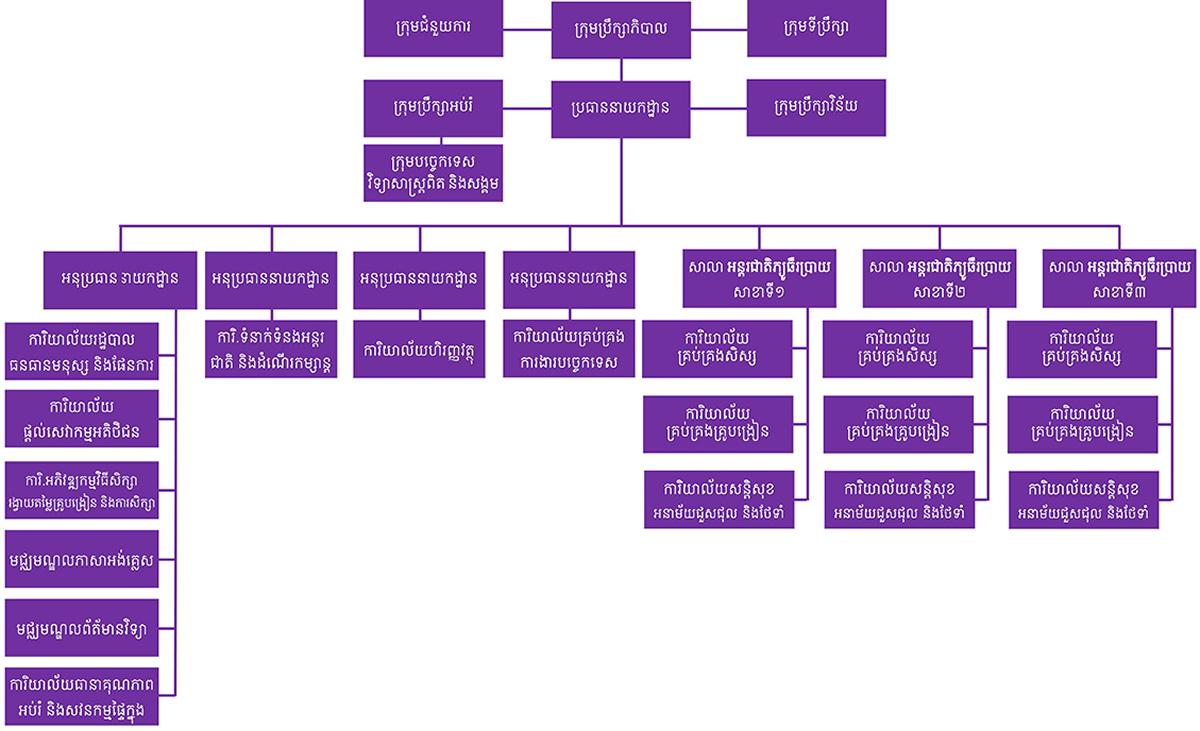 ក្រុមជំនួយការ
ក្រុមប្រឹក្សាភិបាល
ក្រុមទីប្រឹក្សា
ក្រុមប្រឹក្សាអប់រំ
ប្រធាននាយកដ្ឋាន
ក្រុមប្រឹក្សាវិន័យ
ក្រុមបច្ចេកទេស
វិទ្យាសាស្ត្រពិត និងសង្គម
អនុប្រធាន នាយកដ្ឋាន
អនុប្រធាននាយកដ្ឋាន
អនុប្រធាននាយកដ្ឋាន
អនុប្រធាននាយកដ្ឋាន
សាលា អន្តរជាតិភ្យូធឺរប្រាយ
សាខាទី១
សាលា អន្តរជាតិភ្យូធឺរប្រាយ
សាខាទី២
សាលា អន្តរជាតិភ្យូធឺរប្រាយ
សាខាទី៣
ការិយាល័យរដ្ឋបាល
ធនធានមនុស្ស និងផែនការ
ការិយាល័យ
ផ្តល់សេវាកម្មអតិថិជន
ការិ.អភិវឌ្ឍកម្មវិធីសិក្សា
រង្វាយតម្លៃគ្រូបង្រៀន និងការសិក្សា
មជ្ឈមណ្ឌលភាសាអង់គ្លេស
មជ្ឈមណ្ឌលព័ត៌មានវិទ្យា
ការិយាល័យធានាគុណភាព
អប់រំ និងសវនកម្មផ្ទៃក្នុង
ការិ.ទំនាក់ទំនងអន្តរ
ជាតិ និងដំណើរកម្សាន្ត
ការិយាល័យហិរញ្ញវត្ថុ
ការិយាល័យគ្រប់គ្រង
ការងារបច្ចេកទេស
ការិយាល័យ
គ្រប់គ្រងសិស្ស
ការិយាល័យ
គ្រប់គ្រងគ្រូបង្រៀន
ការិយាល័យសន្តិសុខ
អនាម័យជួសជុល និងថែទាំ
ការិយាល័យ
គ្រប់គ្រងសិស្ស
ការិយាល័យ
គ្រប់គ្រងគ្រូបង្រៀន
ការិយាល័យសន្តិសុខ
អនាម័យជួសជុល និងថែទាំ
ការិយាល័យ
គ្រប់គ្រងសិស្ស
ការិយាល័យ
គ្រប់គ្រងគ្រូបង្រៀន
ការិយាល័យសន្តិសុខ
អនាម័យជួសជុល និងថែទាំ